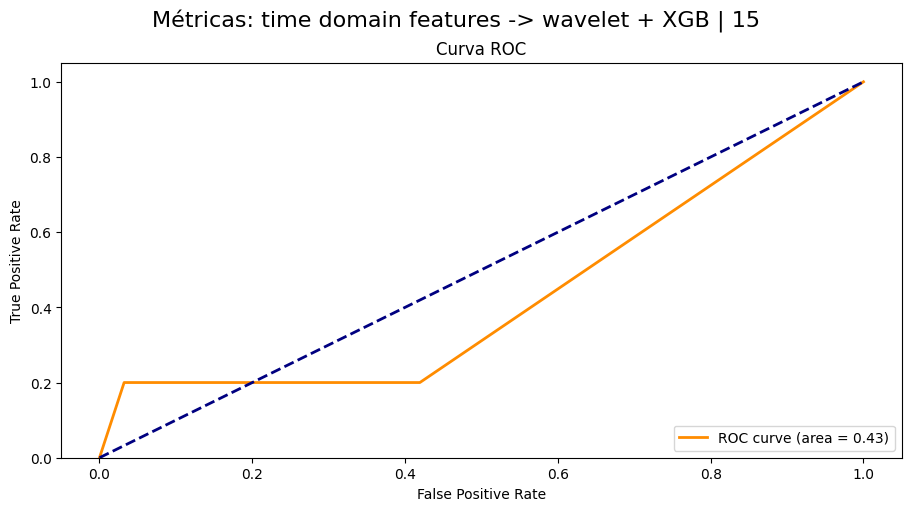 Métricas: time domain features -> wavelet + XGB | 15
Curva ROC
True Positive Rate
1.0
0.8
0.6
0.4
0.2
0.0
0.0 0.2 0.4 0.6 0.8 1.0
False Positive Rate
ROC curve (area = 0.43)